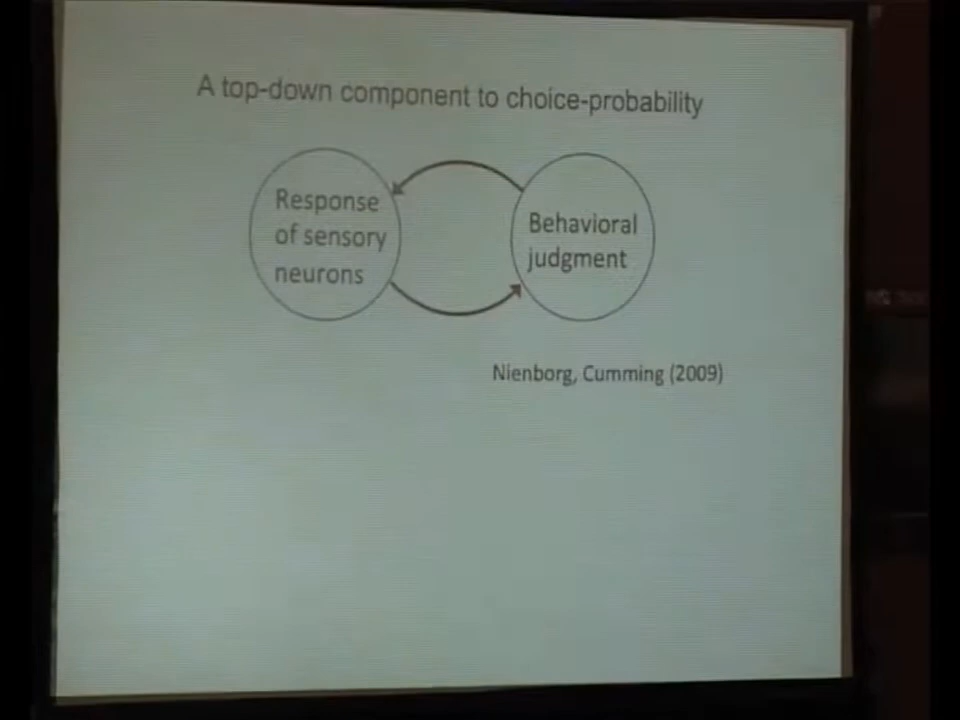 A top-down component to choice-probability
Response
of sensory
neurons
Behavioral
judgment
Nienborg, Cumming (2009)